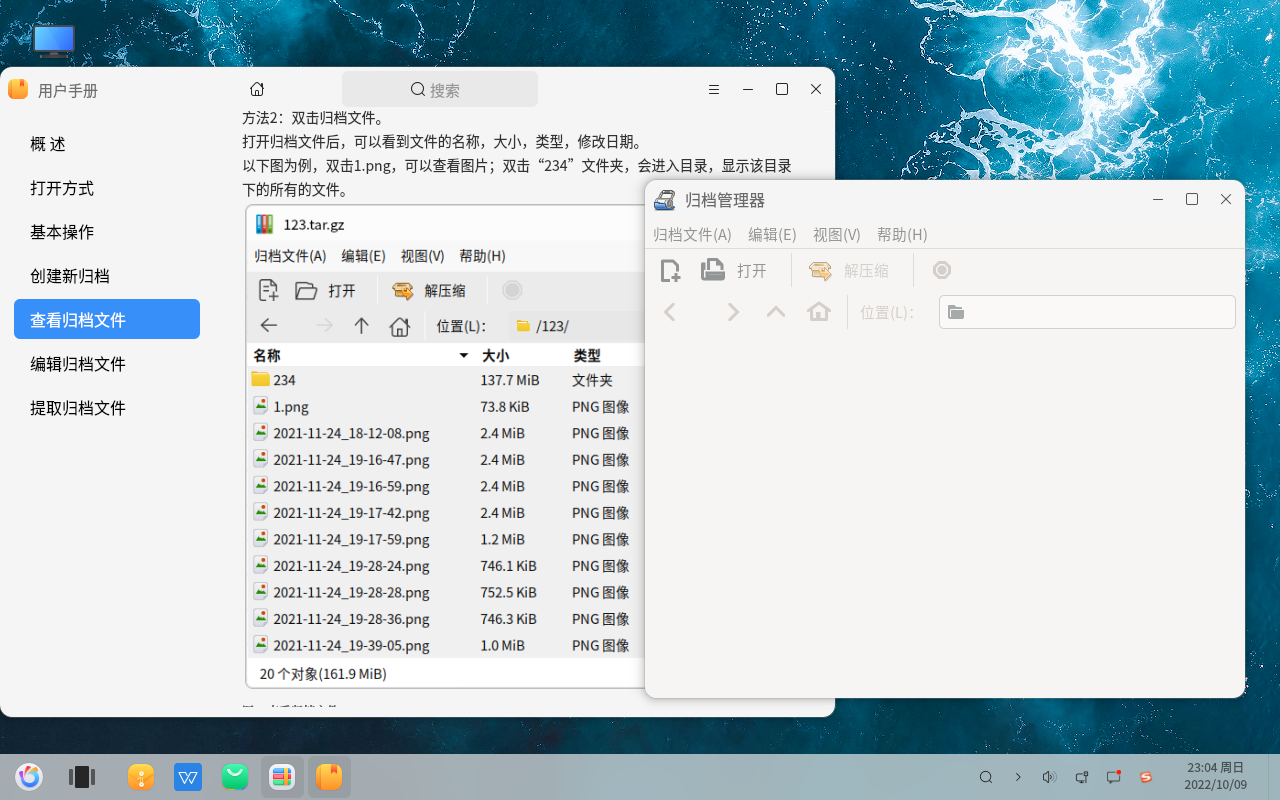 用户手册
搜索
概 述
打开方式
基本操作
创建新归档
查看归档文件
编辑归档文件
提取归档文件
方法2：双击归档文件。
打开归档文件后，可以看到文件的名称，大小，类型，修改日期。
以下图为例，双击1.png，可以查看图片；双击“234”文件夹，会进入目录，显示该目录
下的所有的文件。
123.tar.gz
归档文件(A) 编辑(E) 视图(V) 帮助(H)
打开 解压缩
位置(L)： /123/
名称 大小 类型
234 137.7 MiB 文件夹
1.png 73.8 KiB PNG 图像
2021-11-24_18-12-08.png 2.4 MiB PNG 图像
2021-11-24_19-16-47.png 2.4 MiB PNG 图像
2021-11-24_19-16-59.png 2.4 MiB PNG 图像
2021-11-24_19-17-42.png 2.4 MiB PNG 图像
2021-11-24_19-17-59.png 1.2 MiB PNG 图像
2021-11-24_19-28-24.png 746.1 KiB PNG 图像
2021-11-24_19-28-28.png 752.5 KiB PNG 图像
2021-11-24_19-28-36.png 746.3 KiB PNG 图像
2021-11-24_19-39-05.png 1.0 MiB PNG 图像
20 个对象(161.9 MiB)
归档管理器
归档文件(A) 编辑(E) 视图(V) 帮助(H)
打开 解压缩
位置(L)：
23:04 周日
2022/10/09